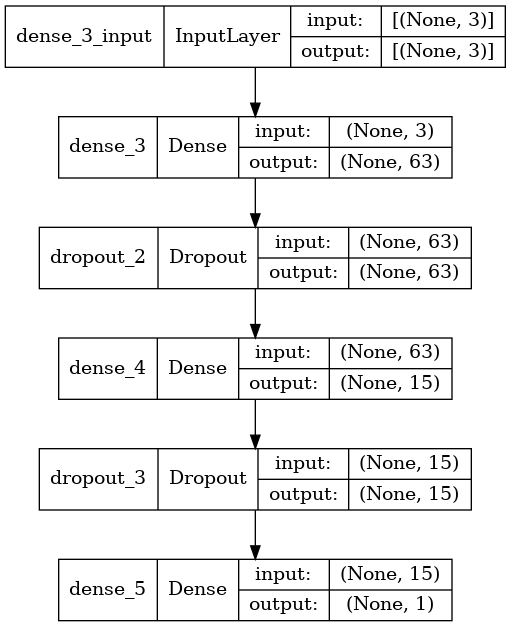 dense_3_input InputLayer input: [(None, 3)]
output: [(None, 3)]
dense_3 Dense input: (None, 3)
output: (None, 63)
dropout_2 Dropout input: (None, 63)
output: (None, 63)
dense_4 Dense input: (None, 63)
output: (None, 15)
dropout_3 Dropout input: (None, 15)
output: (None, 15)
dense_5 Dense input: (None, 15)
output: (None, 1)